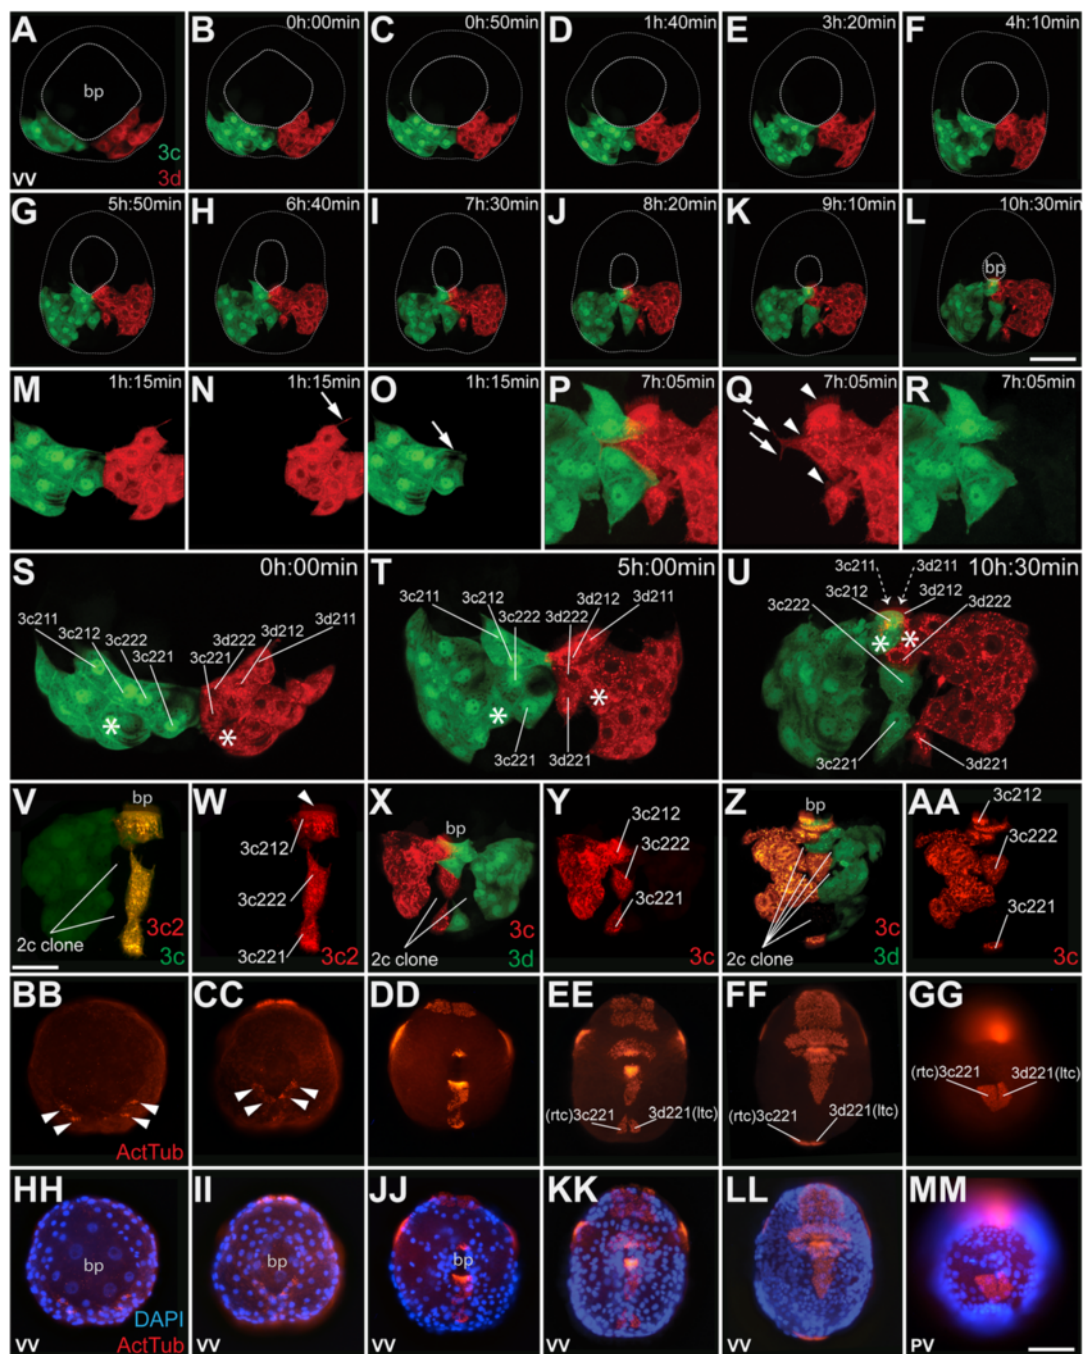 A
B 0h:00min
C 0h:50min
D 1h:40min
E 3h:20min
F 4h:10min
bp
3c
3d
VV
G 5h:50min
H 6h:40min
I 7h:30min
J 8h:20min
K 9h:10min
L 10h:30min
bp
M 1h:15min
N 1h:15min
O 1h:15min
P 7h:05min
Q 7h:05min
R 7h:05min
S 0h:00min
3c211
3c212
3c222
3c221
3d222
3d212
3d211
3c221
*
*
T 5h:00min
3c211
3c212
3c222
3d222
3d212
3d211
*
*
3c221
3d221
U 10h:30min
3c211
3d211
3c212
3d212
3c222
3d222
*
*
3c221
3d221
V
bp
2c clone
3c2
3c
W
3c212
3c222
3c221
3c2
X
bp
2c clone
3c
3d
Y
3c212
3c222
3c221
3c
Z
bp
2c clone
3c
3d
AA
3c212
3c222
3c221
3c
BB
ActTub
CC
DD
EE
(rtc)3c221
3d221(ltc)
FF
(rtc)3c221
3d221(ltc)
GG
(rtc)3c221
3d221(ltc)
HH
bp
DAPI
VV ActTub
II
bp
VV
JJ
bp
VV
KK
VV
LL
VV
MM
PV